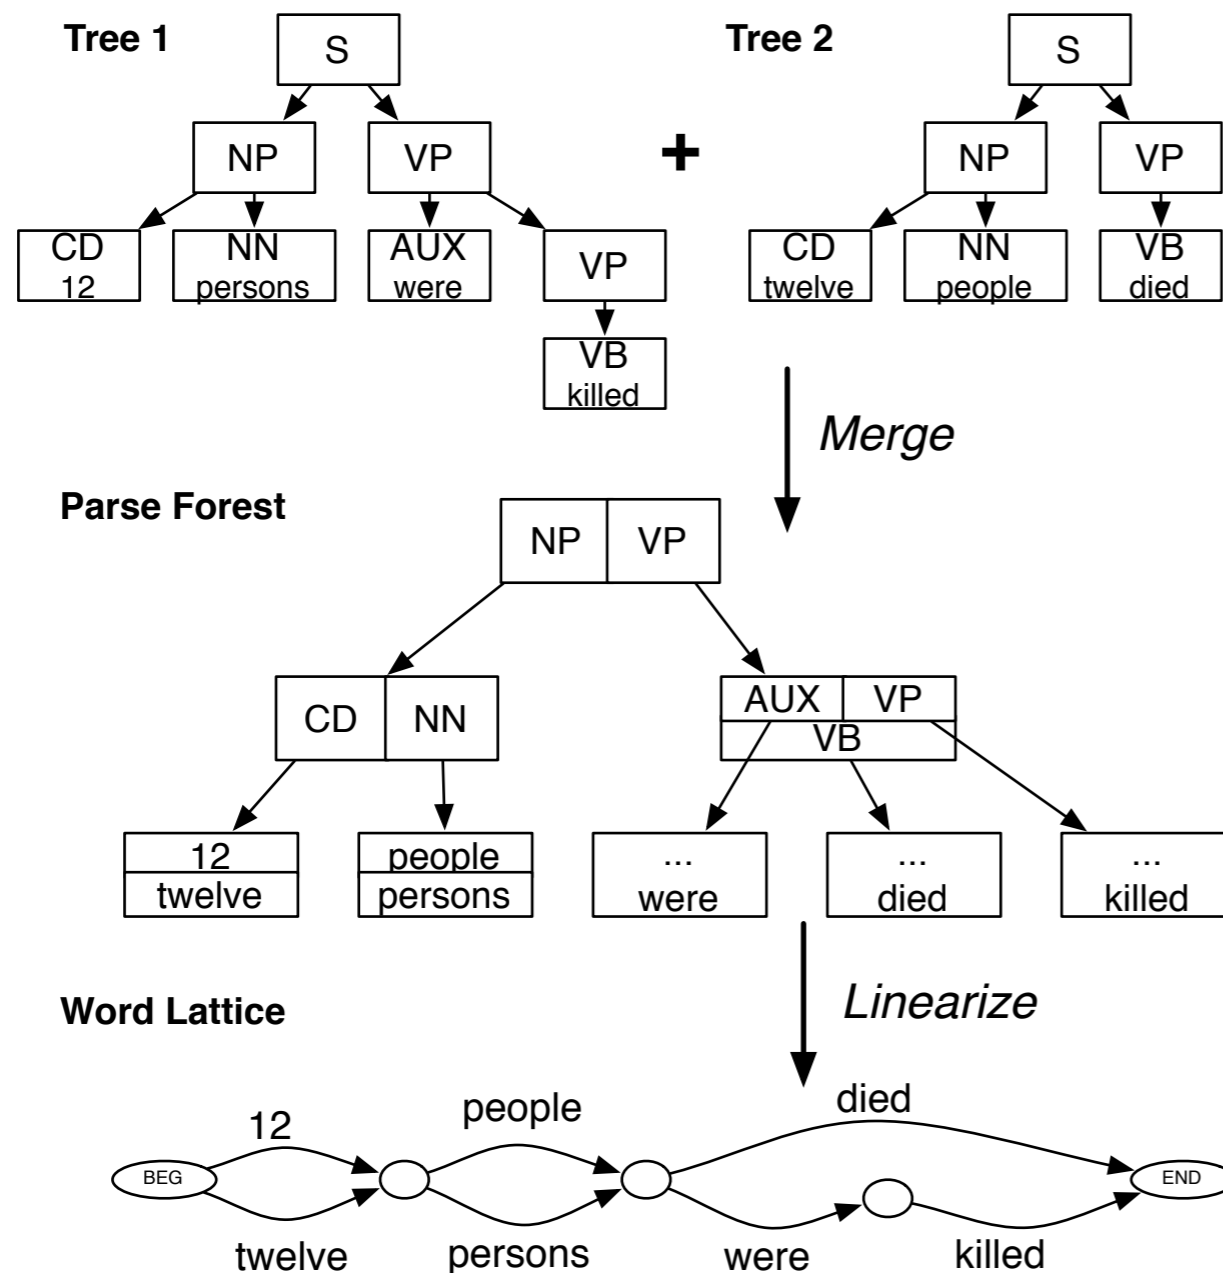 Tree 1
S
Tree 2
S
NP
VP
+
NP
VP
CD
12
NN
persons
AUX
were
VP
CD
twelve
NN
people
VB
died
VB
killed
Merge
Parse Forest
NP VP
CD NN
AUX VP
VB
12
twelve
people
persons
...
were
...
died
...
killed
Word Lattice
Linearize
12
people
died
BEG
END
twelve
persons
were
killed